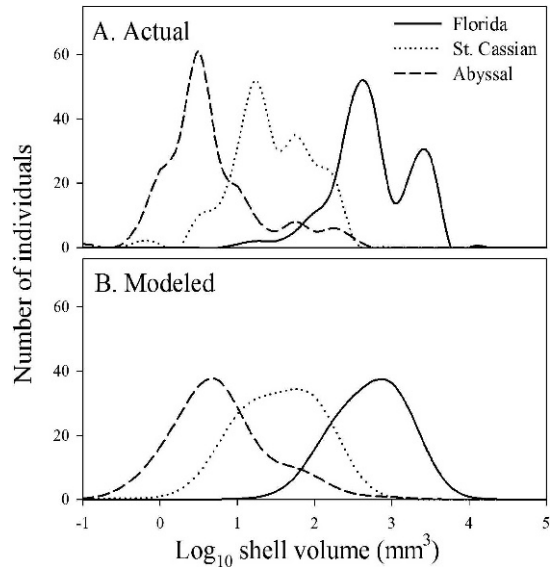 A. Actual
Florida
St. Cassian
Abyssal
60
40
20
0
Number of individuals
B. Modeled
60
40
20
0
-1 0 1 2 3 4 5
Log₁₀ shell volume (mm³)